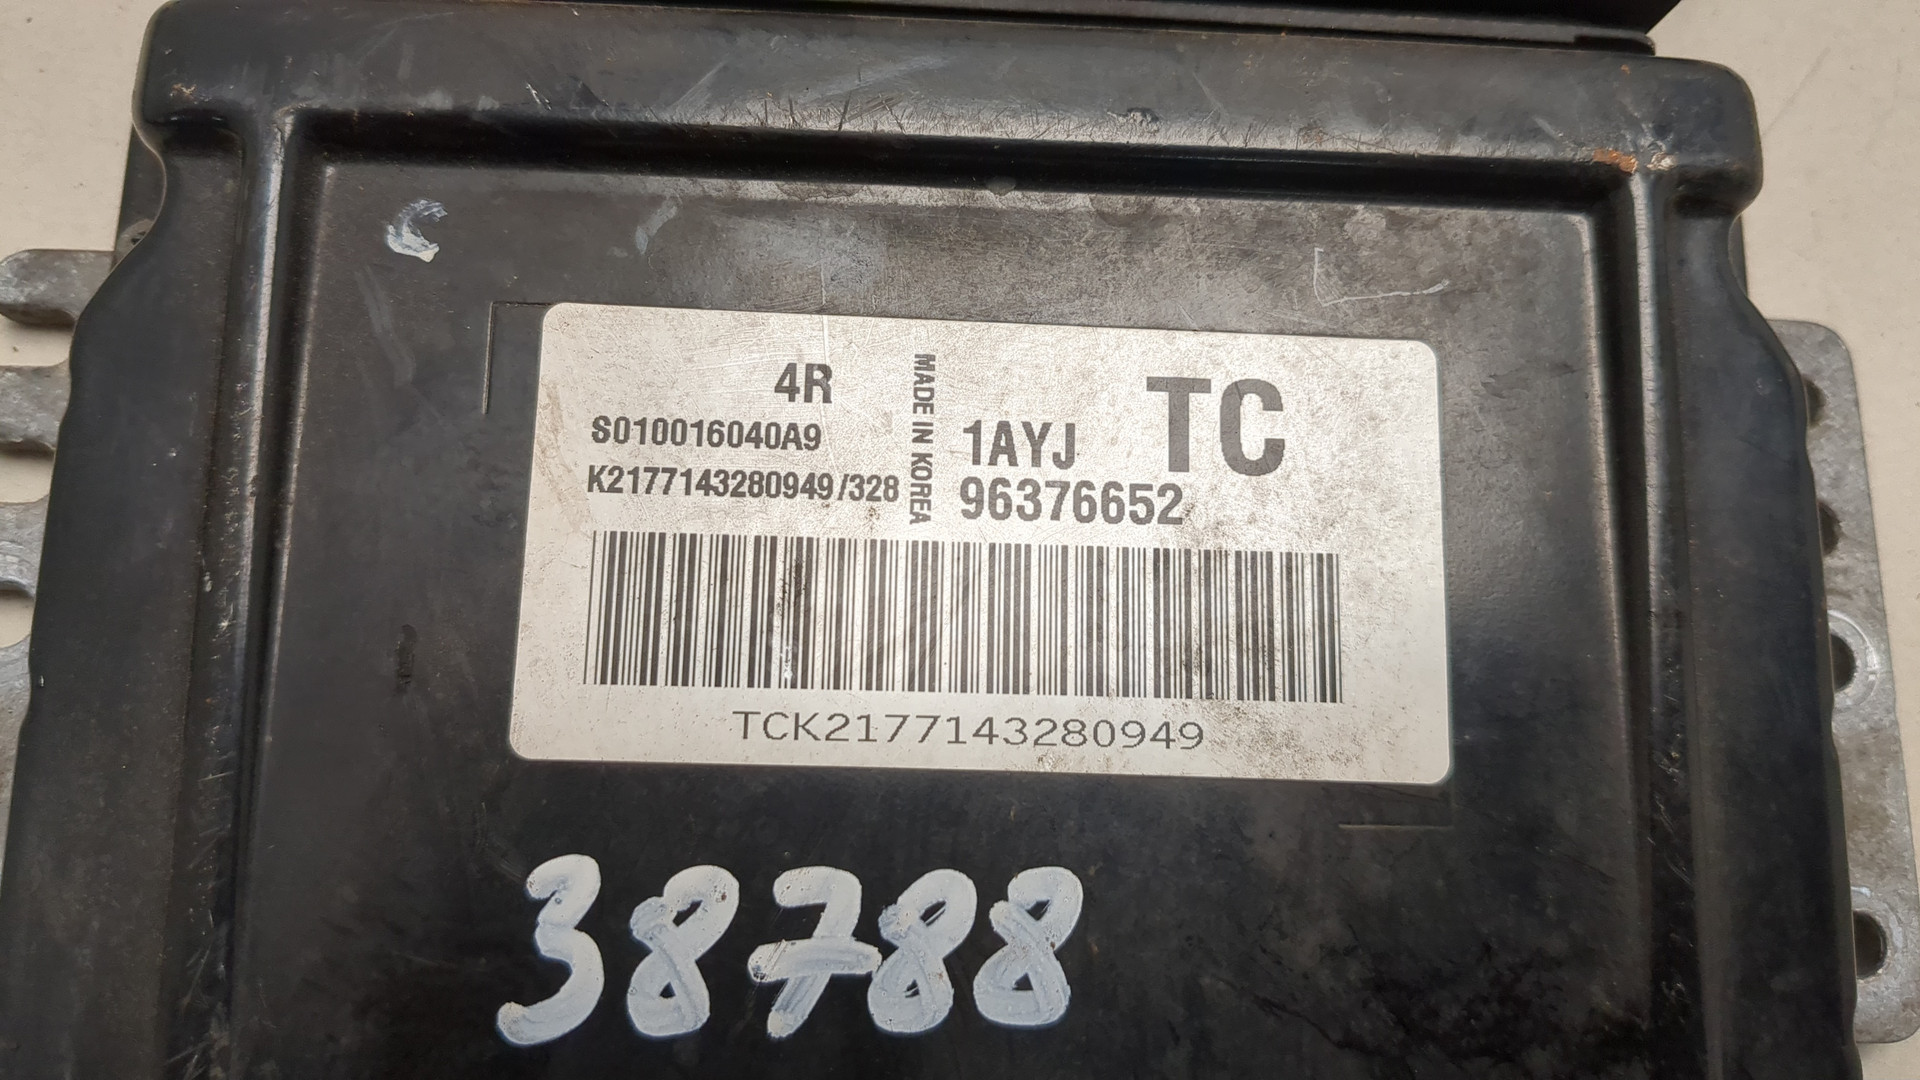 4R
S010016040A9
K2177143280949/328
MADE IN KOREA
1AYJ
TC
96376652
TCK2177143280949
38788